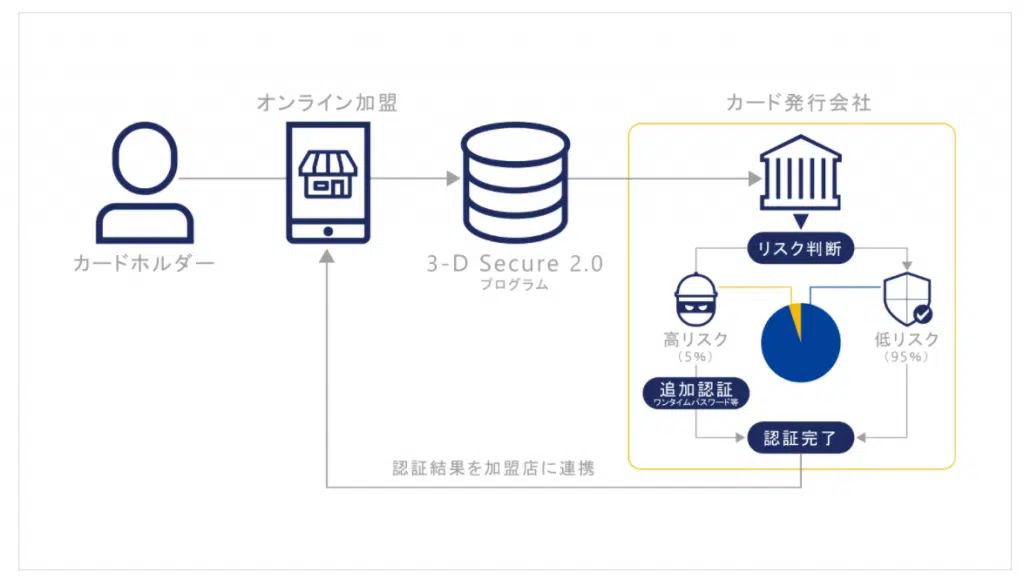 オンライン加盟
カード発行会社
カードホルダー
3-D Secure 2.0
プログラム
リスク判断
高リスク
（5%）
低リスク
（95%）
追加認証
ワンタイムパスワード等
認証完了
認証結果を加盟店に連携